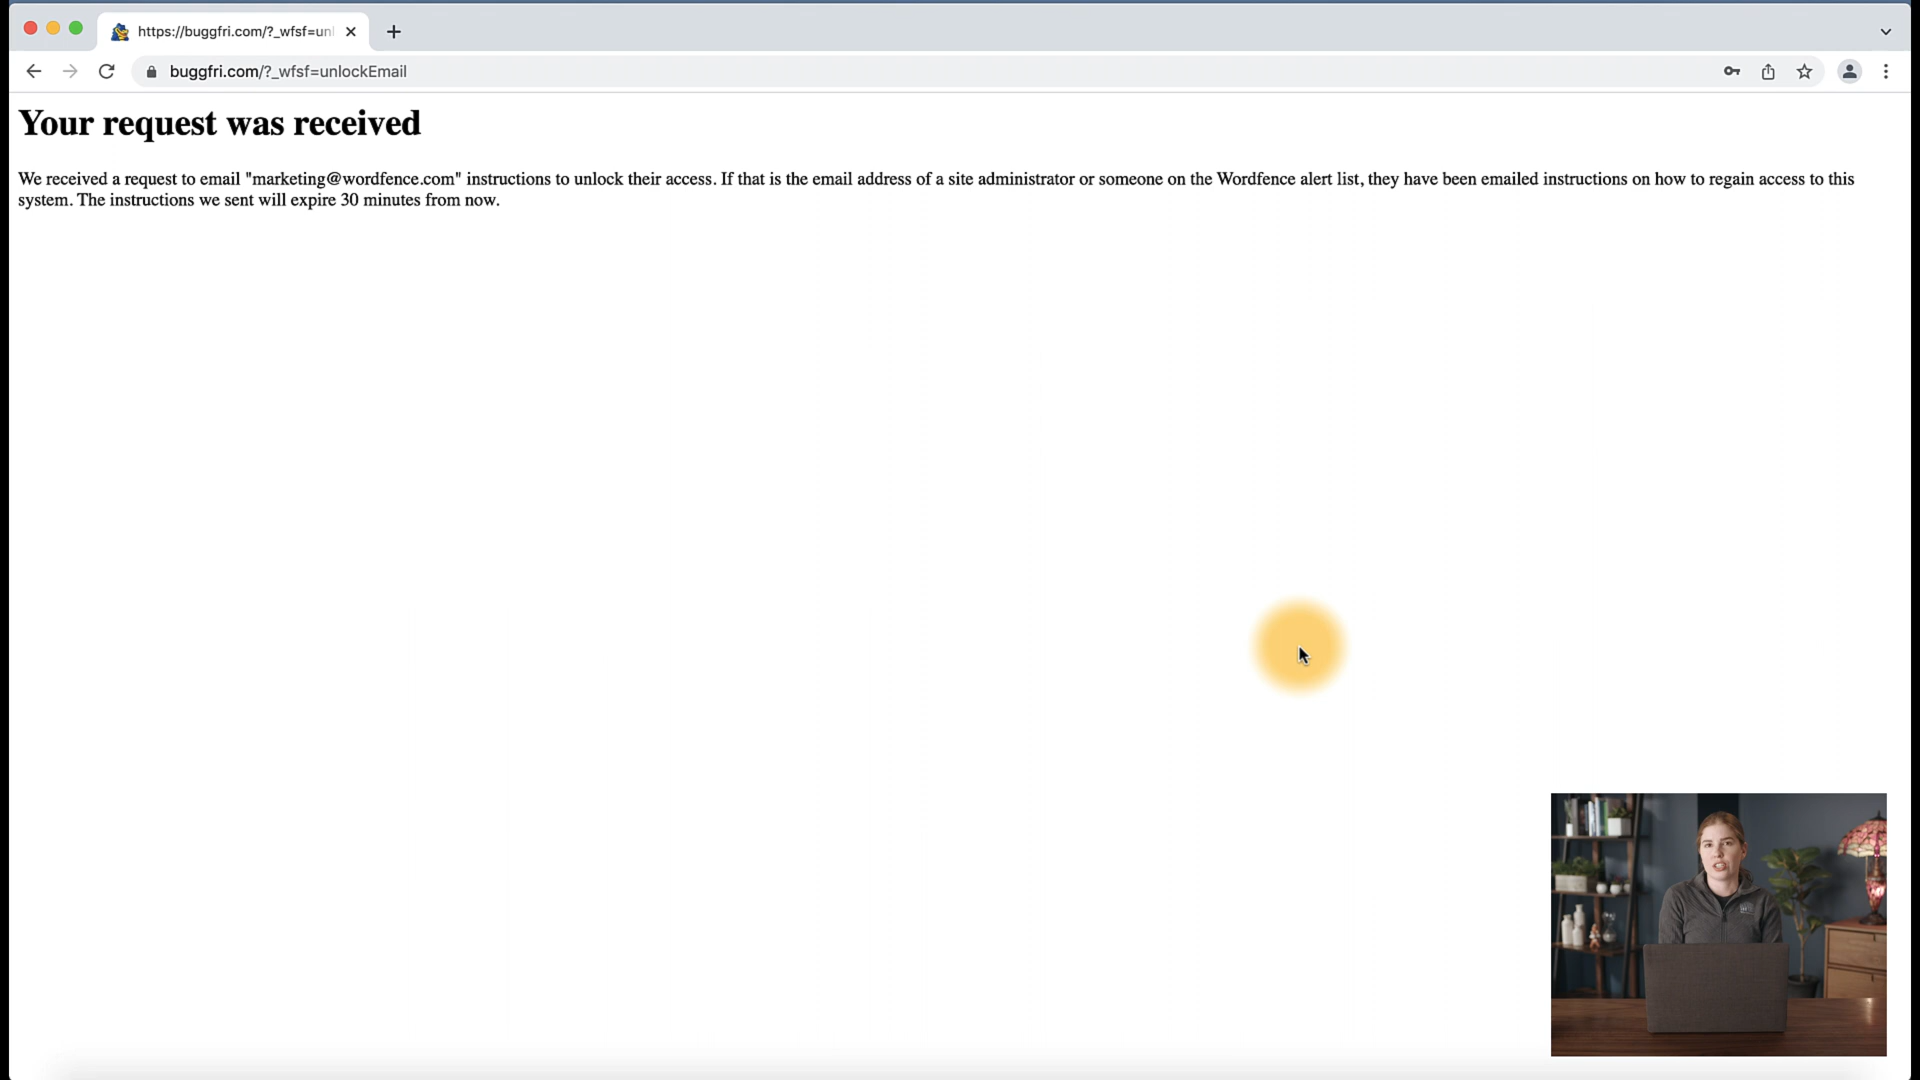 https://buggfri.com/?_wfsf=unl
buggfri.com/?_wfsf=unlockEmail
Your request was received
We received a request to email "marketing@wordfence.com" instructions to unlock their access. If that is the email address of a site administrator or someone on the Wordfence alert list, they have been emailed instructions on how to regain access to this
system. The instructions we sent will expire 30 minutes from now.